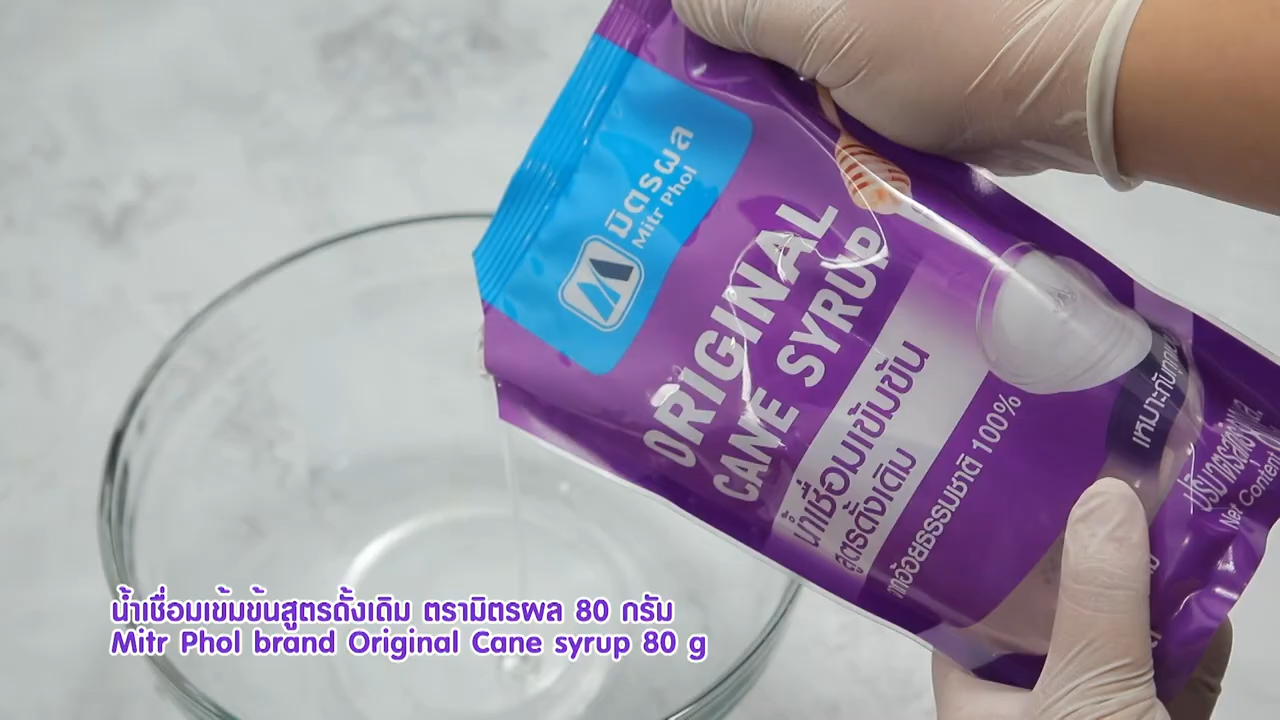 มิตรผล
Mitr Phol
ORIGINAL
CANE SYRUP
น้ำเชื่อมเข้มข้น
สูตรดั้งเดิม
จากอ้อยธรรมชาติ 100%
เหมาะกับทุก
Net Content
น้ำเชื่อมเข้มข้นสูตรดั้งเดิม ตรามิตรผล 80 กรัม
Mitr Phol brand Original Cane syrup 80 g